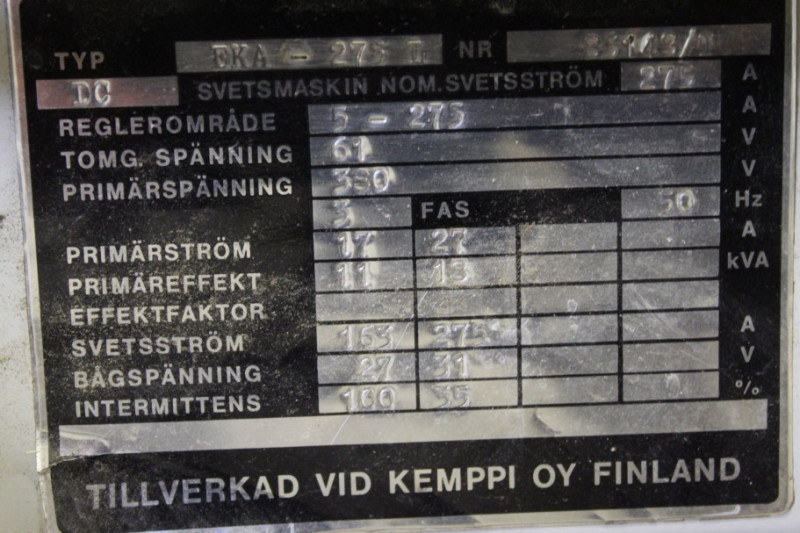 TYP - 275 NR
DC SVETSMASKIN NOM.SVETSSTRÖM 275 A
REGLEROMRÅDE 5 - 275 A
TOMG. SPÄNNING 61 V
PRIMÄRSPÄNNING 380 V
3 FAS 50 Hz
PRIMÄRSTRÖM 17 27 A
PRIMÄREFFEKT 11 18 kVA
EFFEKTFAKTOR
SVETSSTRÖM 163 275 A
BÅGSPÄNNING 27 31 V
INTERMITTENS 100 35 %
TILLVERKAD VID KEMPPI OY FINLAND